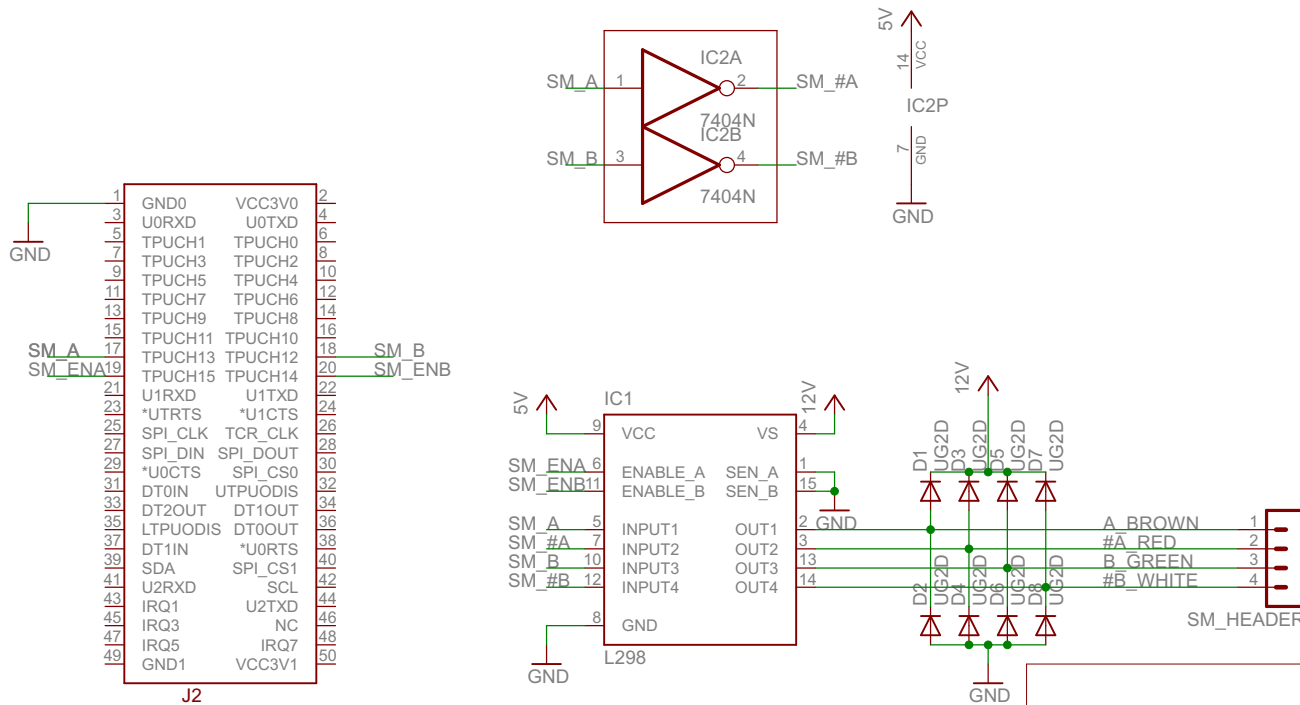 5V
14
VCC
IC2P
7
GND
GND
IC2A
SM_A 1 2 SM_#A
7404N
IC2B
SM_B 3 4 SM_#B
7404N
1 GND0 VCC3V0 2
3 U0RXD U0TXD 4
5 TPUCH1 TPUCH0 6
7 TPUCH3 TPUCH2 8
9 TPUCH5 TPUCH4 10
11 TPUCH7 TPUCH6 12
13 TPUCH9 TPUCH8 14
15 TPUCH11 TPUCH10 16
SM_A 17 TPUCH13 TPUCH12 18 SM_B
SM_ENA 19 TPUCH15 TPUCH14 20 SM_ENB
21 U1RXD U1TXD 22
23 *UTRTS *U1CTS 24
25 SPI_CLK TCR_CLK 26
27 SPI_DIN SPI_DOUT 28
29 *U0CTS SPI_CS0 30
31 DT0IN UTPUODIS 32
33 DT2OUT DT1OUT 34
35 LTPUODIS DT0OUT 36
37 DT1IN *U0RTS 38
39 SDA SPI_CS1 40
41 U2RXD SCL 42
43 IRQ1 U2TXD 44
45 IRQ3 NC 46
47 IRQ5 IRQ7 48
49 GND1 VCC3V1 50
J2
GND
IC1
5V
12V
9 VCC VS 4
SM_ENA 6 ENABLE_A SEN_A 1
SM_ENB 11 ENABLE_B SEN_B 15
GND
SM_A 5 INPUT1 OUT1 2
SM_#A 7 INPUT2 OUT2 3
SM_B 10 INPUT3 OUT3 13
SM_#B 12 INPUT4 OUT4 14
8 GND
L298
GND
12V
D1 UG2D
D3 UG2D
D5 UG2D
D7 UG2D
D2 UG2D
D4 UG2D
D6 UG2D
D8 UG2D
GND
A_BROWN 1
#A_RED 2
B_GREEN 3
#B_WHITE 4
SM_HEADER